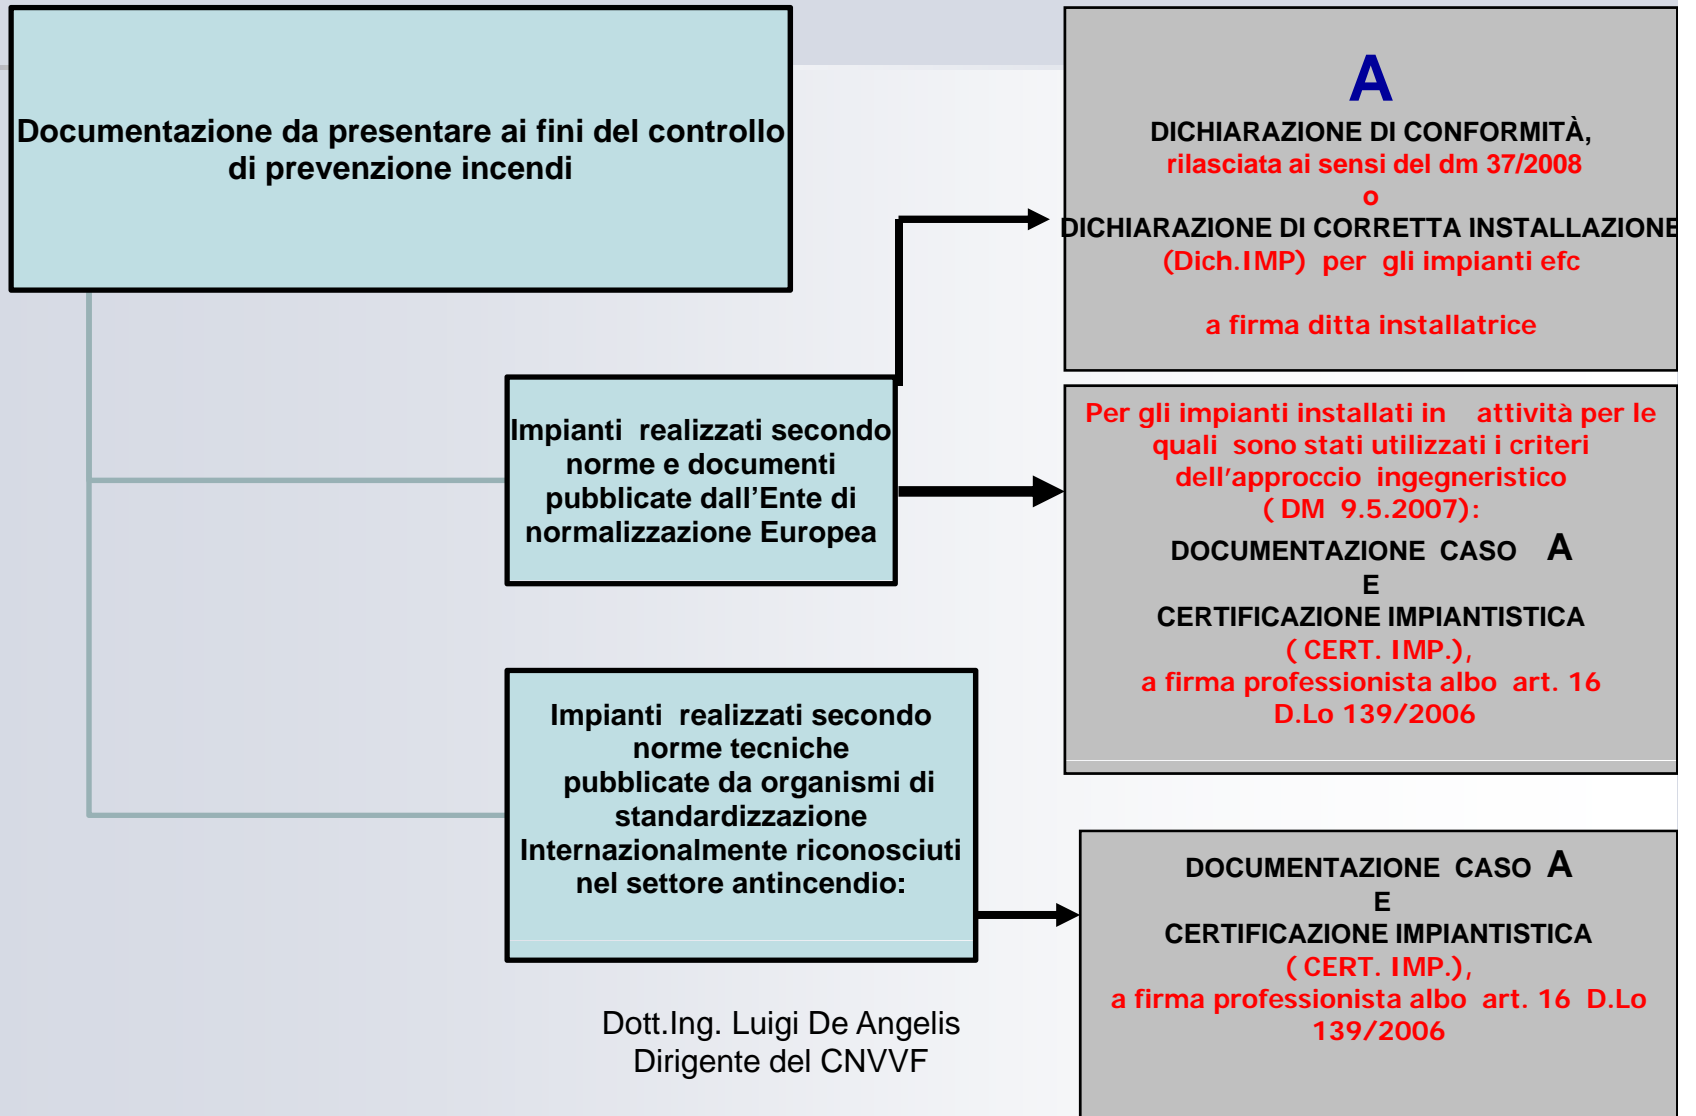 Documentazione da presentare ai fini del controllo
di prevenzione incendi
A
DICHIARAZIONE DI CONFORMITÀ,
rilasciata ai sensi del dm 37/2008
o
DICHIARAZIONE DI CORRETTA INSTALLAZIONE
(Dich.IMP) per gli impianti efc
a firma ditta installatrice
Impianti realizzati secondo
norme e documenti
pubblicate dall'Ente di
normalizzazione Europea
Per gli impianti installati in attività per le
quali sono stati utilizzati i criteri
dell'approccio ingegneristico
( DM 9.5.2007):
DOCUMENTAZIONE CASO A
E
CERTIFICAZIONE IMPIANTISTICA
( CERT. IMP.),
a firma professionista albo art. 16
D.Lo 139/2006
Impianti realizzati secondo
norme tecniche
pubblicate da organismi di
standardizzazione
Internazionalmente riconosciuti
nel settore antincendio:
DOCUMENTAZIONE CASO A
E
CERTIFICAZIONE IMPIANTISTICA
( CERT. IMP.),
a firma professionista albo art. 16 D.Lo
139/2006
Dott.Ing. Luigi De Angelis
Dirigente del CNVVF